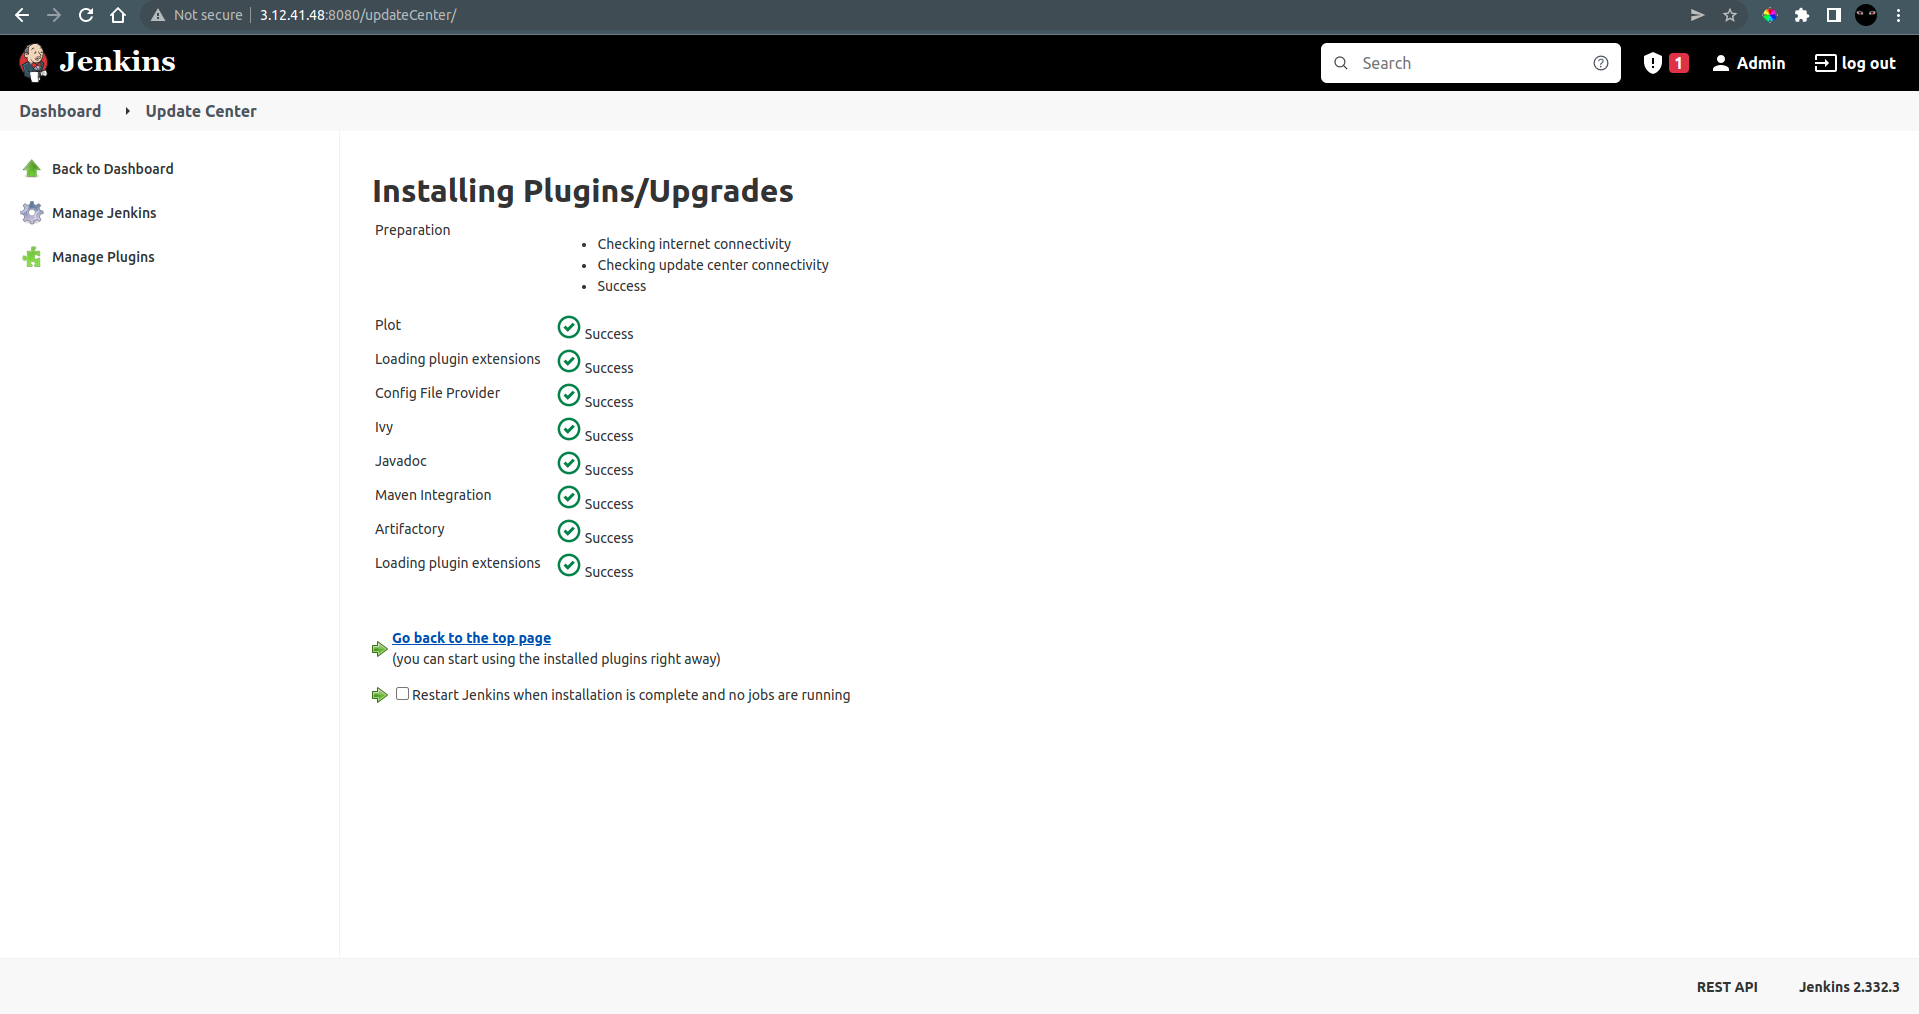 Not secure | 3.12.41.48:8080/updateCenter/
Jenkins
Search
1
Admin
log out
Dashboard
Update Center
Back to Dashboard
Manage Jenkins
Manage Plugins
Installing Plugins/Upgrades
Preparation
• Checking internet connectivity
• Checking update center connectivity
• Success
Plot Success
Loading plugin extensions Success
Config File Provider Success
Ivy Success
Javadoc Success
Maven Integration Success
Artifactory Success
Loading plugin extensions Success
Go back to the top page
(you can start using the installed plugins right away)
Restart Jenkins when installation is complete and no jobs are running
REST API
Jenkins 2.332.3